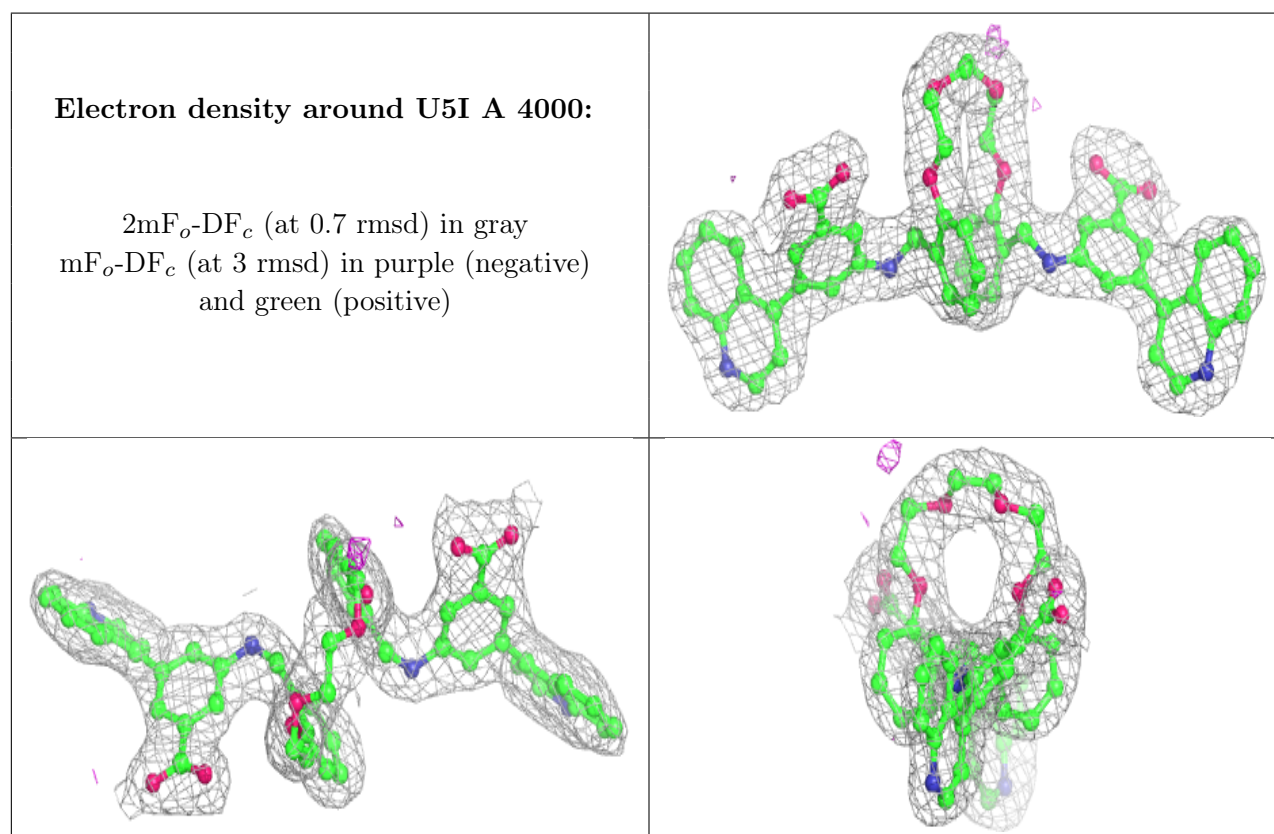 Electron density around U5I A 4000:
2mFo-DFc (at 0.7 rmsd) in gray
mFo-DFc (at 3 rmsd) in purple (negative)
and green (positive)